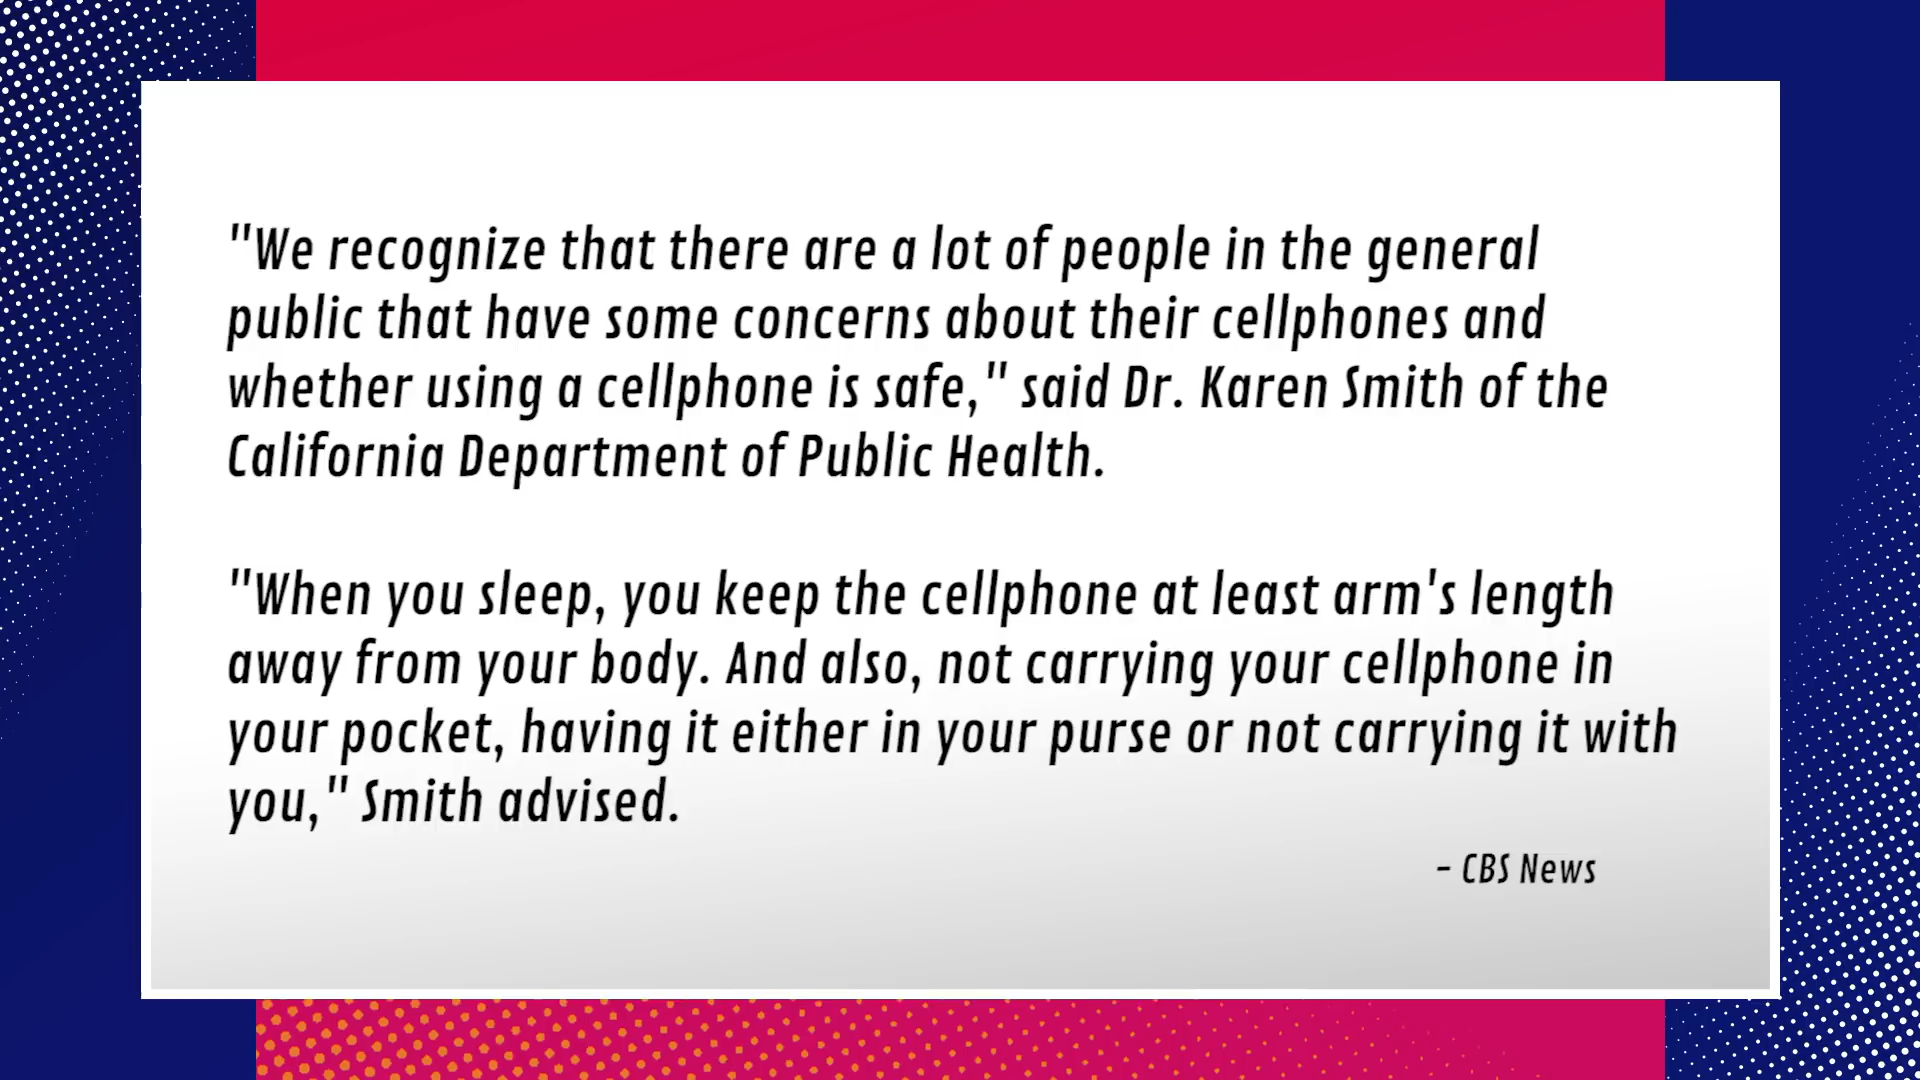 "We recognize that there are a lot of people in the general
public that have some concerns about their cellphones and
whether using a cellphone is safe," said Dr. Karen Smith of the
California Department of Public Health.
"When you sleep, you keep the cellphone at least arm's length
away from your body. And also, not carrying your cellphone in
your pocket, having it either in your purse or not carrying it with
you," Smith advised.
- CBS News